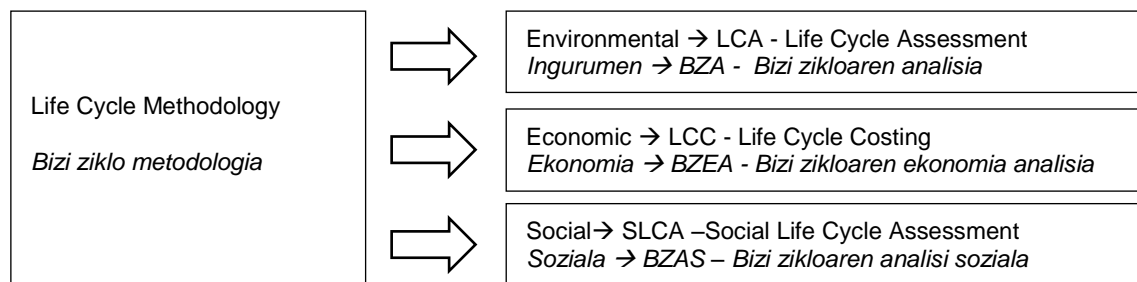 Life Cycle Methodology
Bizi ziklo metodologia
Environmental → LCA - Life Cycle Assessment
Ingurumen → BZA - Bizi zikloaren analisia
Economic → LCC - Life Cycle Costing
Ekonomia → BZEA - Bizi zikloaren ekonomia analisia
Social→ SLCA –Social Life Cycle Assessment
Soziala → BZAS – Bizi zikloaren analisi soziala